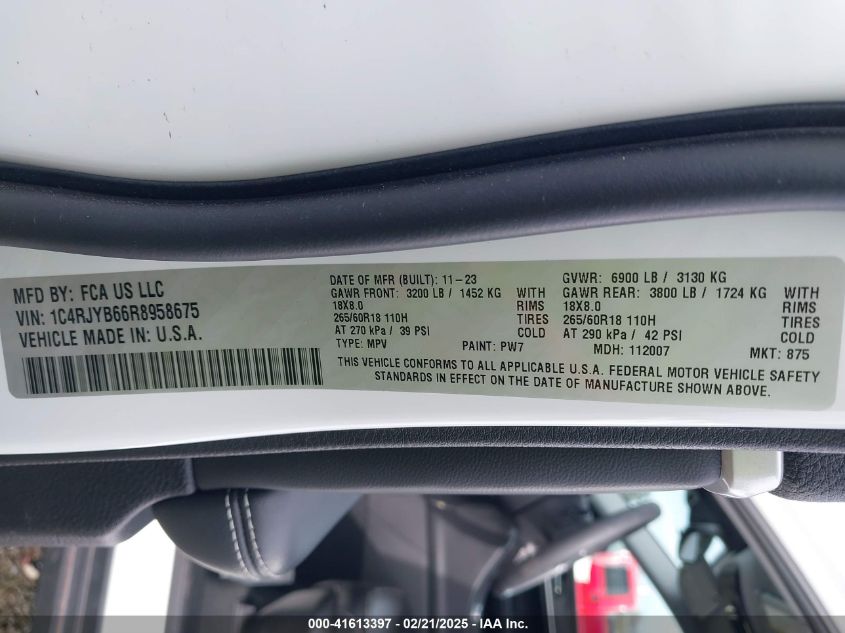 MFD BY: FCA US LLC
VIN: 1C4RJYB66R8958675
VEHICLE MADE IN: U.S.A.
DATE OF MFR (BUILT): 11-23
GAWR FRONT: 3200 LB / 1452 KG WITH
18X8.0 RIMS
265/60R18 110H TIRES
AT 270 kPa / 39 PSI COLD
TYPE: MPV PAINT: PW7
GVWR: 6900 LB / 3130 KG
GAWR REAR: 3800 LB / 1724 KG WITH
18X8.0 RIMS
265/60R18 110H TIRES
AT 290 kPa / 42 PSI COLD
MDH: 112007 MKT: 875
THIS VEHICLE CONFORMS TO ALL APPLICABLE U.S.A. FEDERAL MOTOR VEHICLE SAFETY
STANDARDS IN EFFECT ON THE DATE OF MANUFACTURE SHOWN ABOVE.
000-41613397 - 02/21/2025 - IAA Inc.